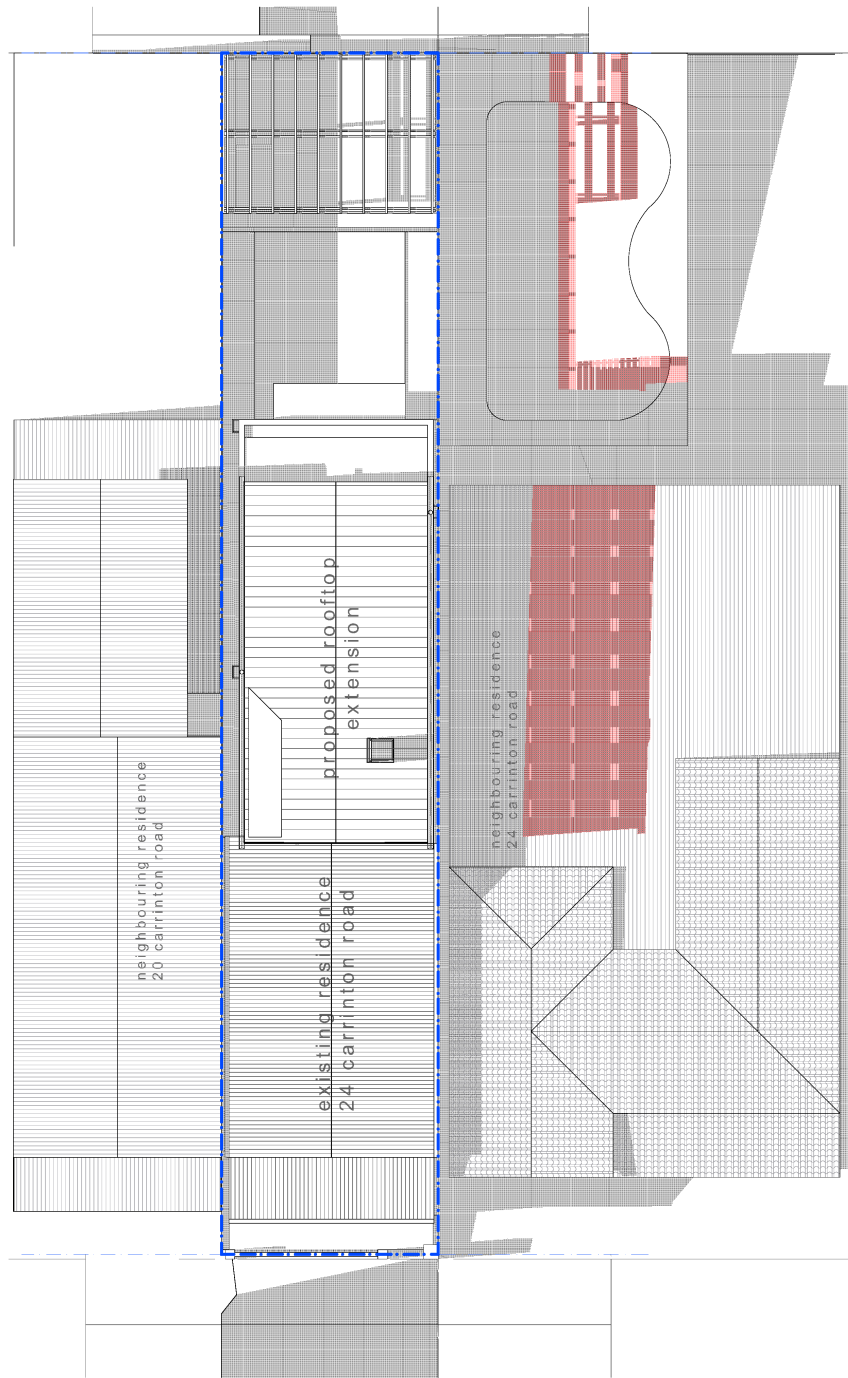 neighbouring residence
20 carrinton road
proposed rooftop
extension
existing residence
24 carrinton road
neighbouring residence
24 carrinton road